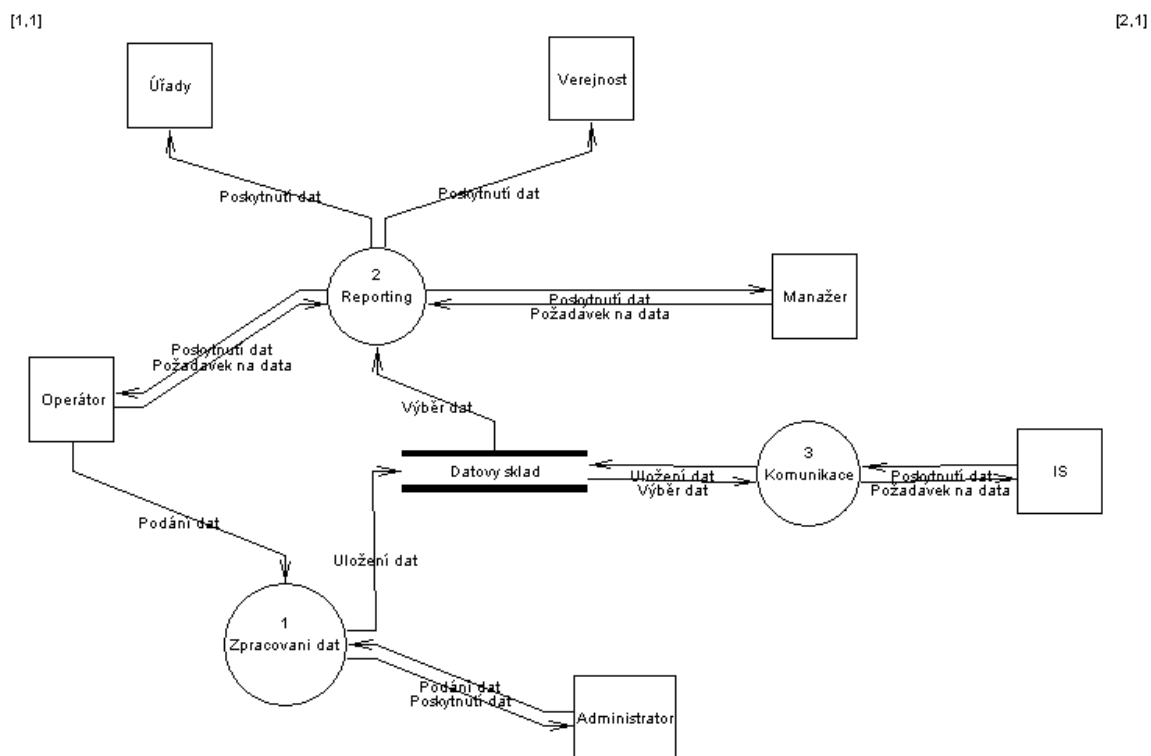 [1,1]
[2,1]
Úřady
Verejnost
Poskytnutí dat
Poskytnutí dat
2
Reporting
Manažer
Poskytnutí dat
Požadavek na data
Poskytnutí dat
Požadavek na data
Operátor
Výběr dat
Datovy sklad
3
Komunikace
IS
Uložení dat
Výběr dat
Poskytnutí dat
Požadavek na data
Podání dat
Uložení dat
1
Zpracovani dat
Podání dat
Poskytnutí dat
Administrator